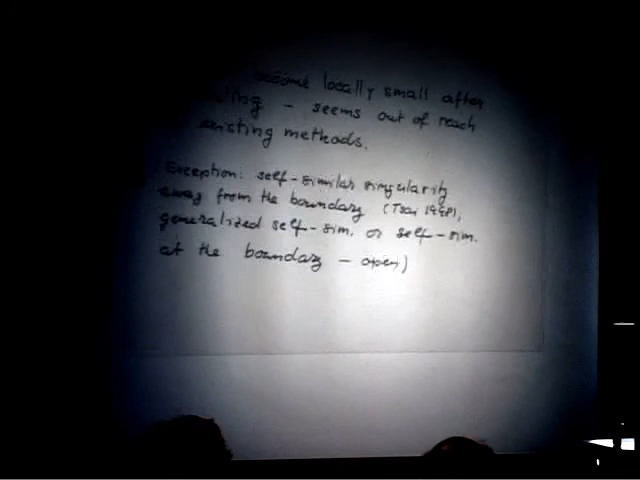 locally small after
- seems out of reach
existing methods.
Exception: self-similar singularity
away from the boundary (Tsai 1998),
generalized self-sim. or self-sim.
at the boundary - open)